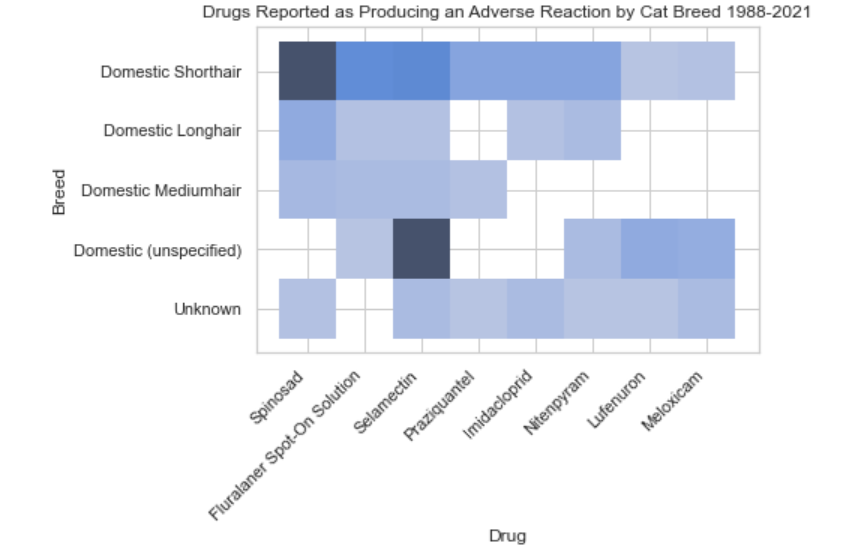 Drugs Reported as Producing an Adverse Reaction by Cat Breed 1988-2021
Breed
Domestic Shorthair
Domestic Longhair
Domestic Mediumhair
Domestic (unspecified)
Unknown
Spinosad
Fluralaner Spot-On Solution
Selamectin
Praziquantel
Imidacloprid
Nitenpyram
Lufenuron
Meloxicam
Drug